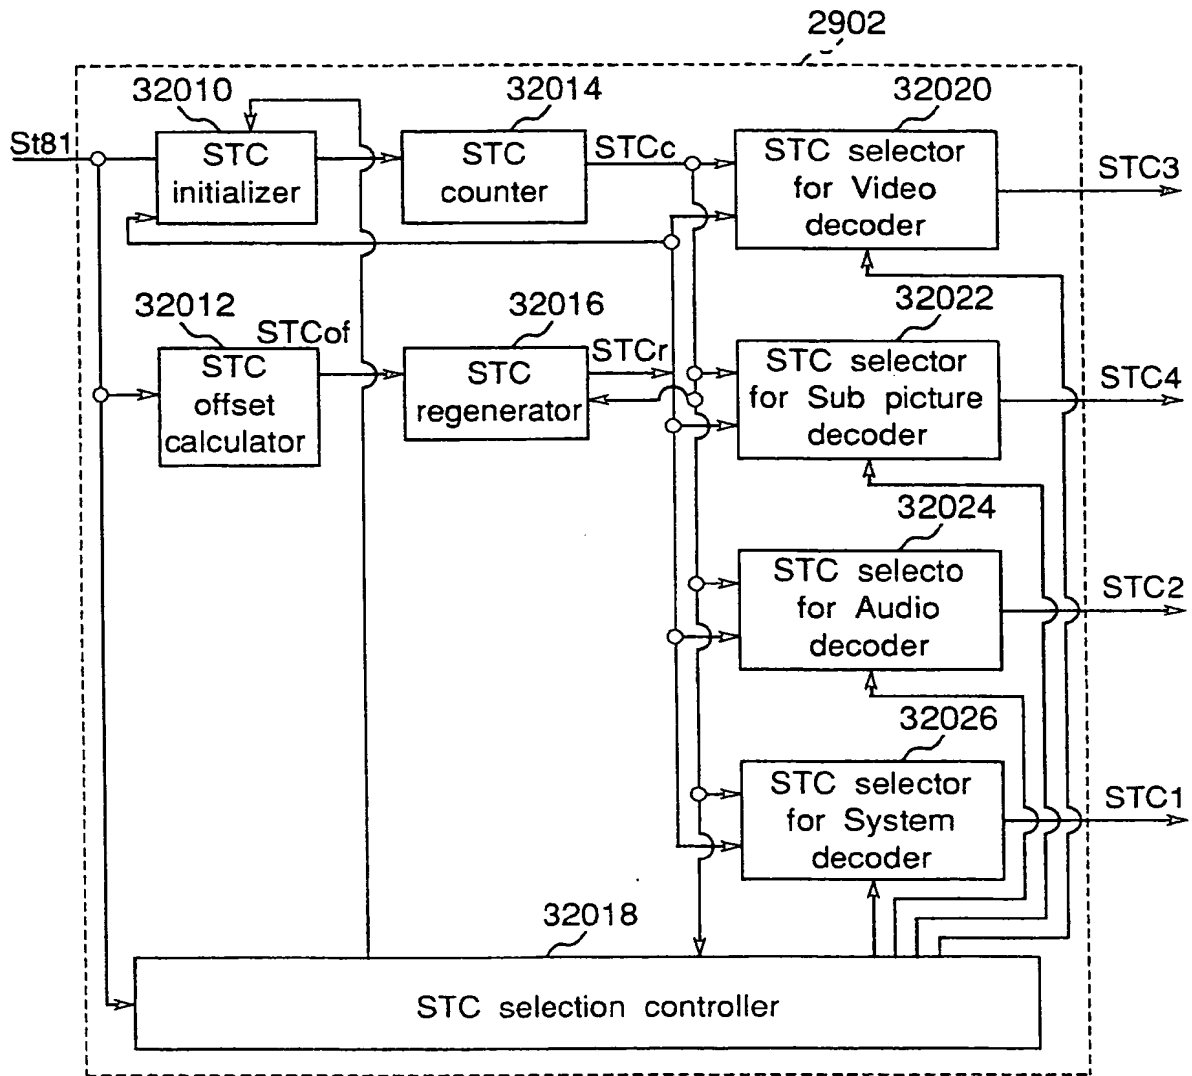 2902
32010
32014
32020
St81
STC
initializer
STC
counter
STCc
STC selector
for Video
decoder
STC3
32012
STCof
32016
STCr
32022
STC
offset
calculator
STC
regenerator
STC selector
for Sub picture
decoder
STC4
32024
STC selecto
for Audio
decoder
STC2
32026
STC selector
for System
decoder
STC1
32018
STC selection controller